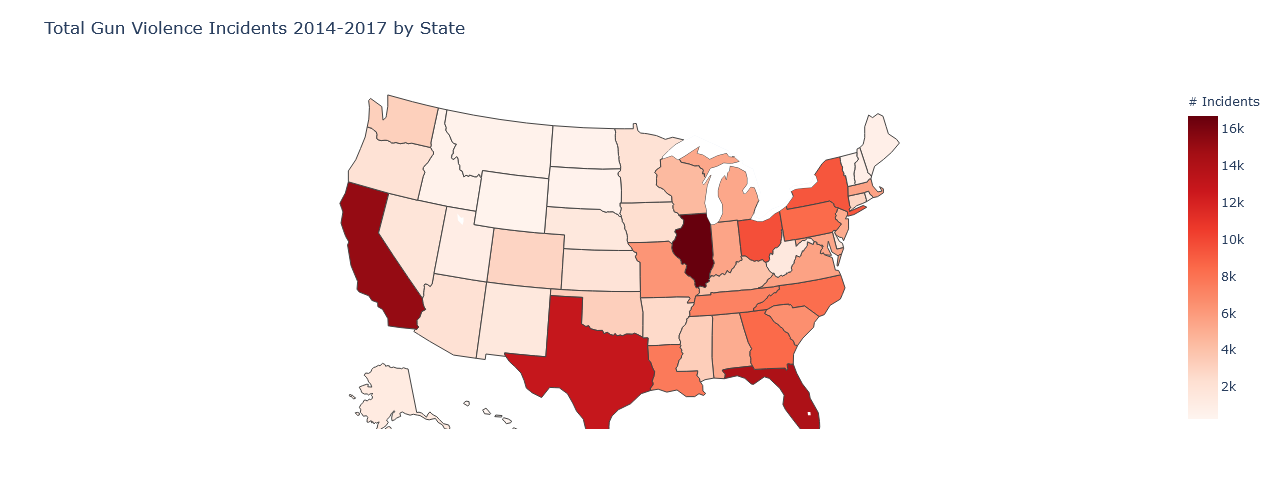 Total Gun Violence Incidents 2014-2017 by State
# Incidents
16k
14k
12k
10k
8k
6k
4k
2k